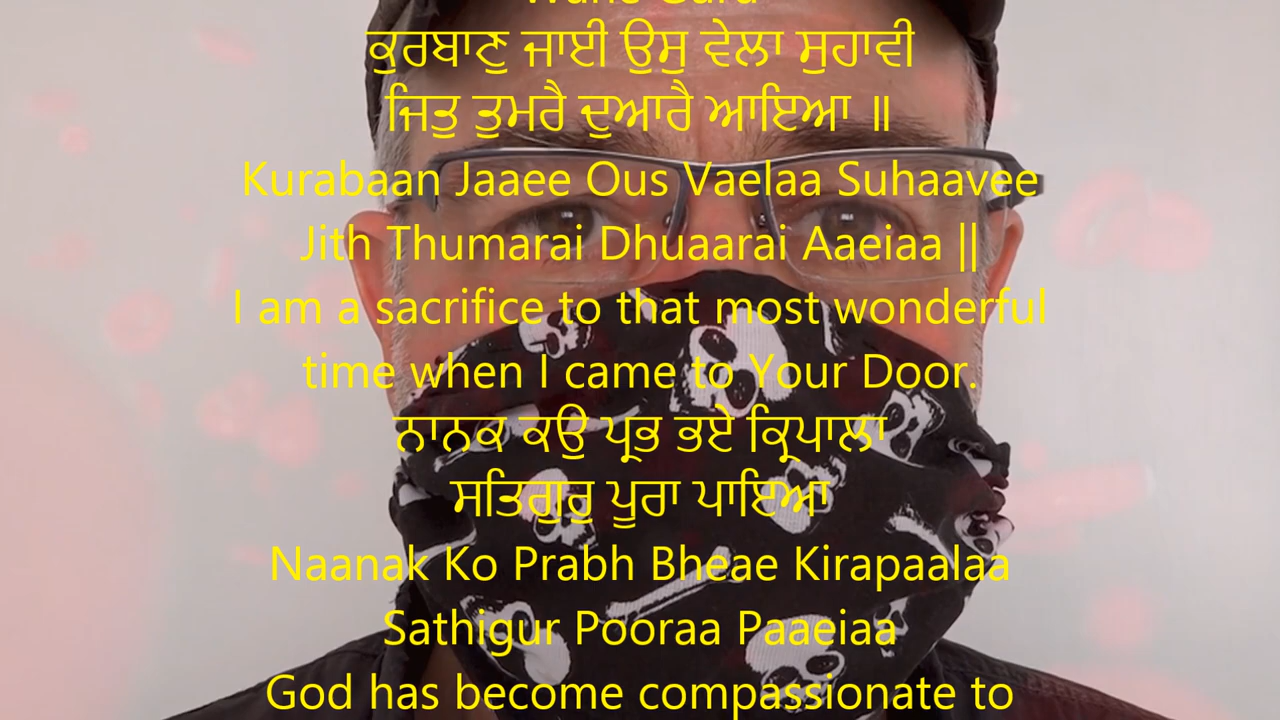 Wahe Guru
ਕੁਰਬਾਣੁ ਜਾਈ ਉਸੁ ਵੇਲਾ ਸੁਹਾਵੀ
ਜਿਤੁ ਤੁਮਰੈ ਦੁਆਰੈ ਆਇਆ ॥
Kurabaan Jaaee Ous Vaelaa Suhaavee
Jith Thumarai Dhuaarai Aaeiaa ||
I am a sacrifice to that most wonderful
time when I came to Your Door.
ਨਾਨਕ ਕਉ ਪ੍ਰਭ ਭਏ ਕ੍ਰਿਪਾਲਾ
ਸਤਿਗੁਰੁ ਪੂਰਾ ਪਾਇਆ
Naanak Ko Prabh Bheae Kirapaalaa
Sathigur Pooraa Paaeiaa
God has become compassionate to